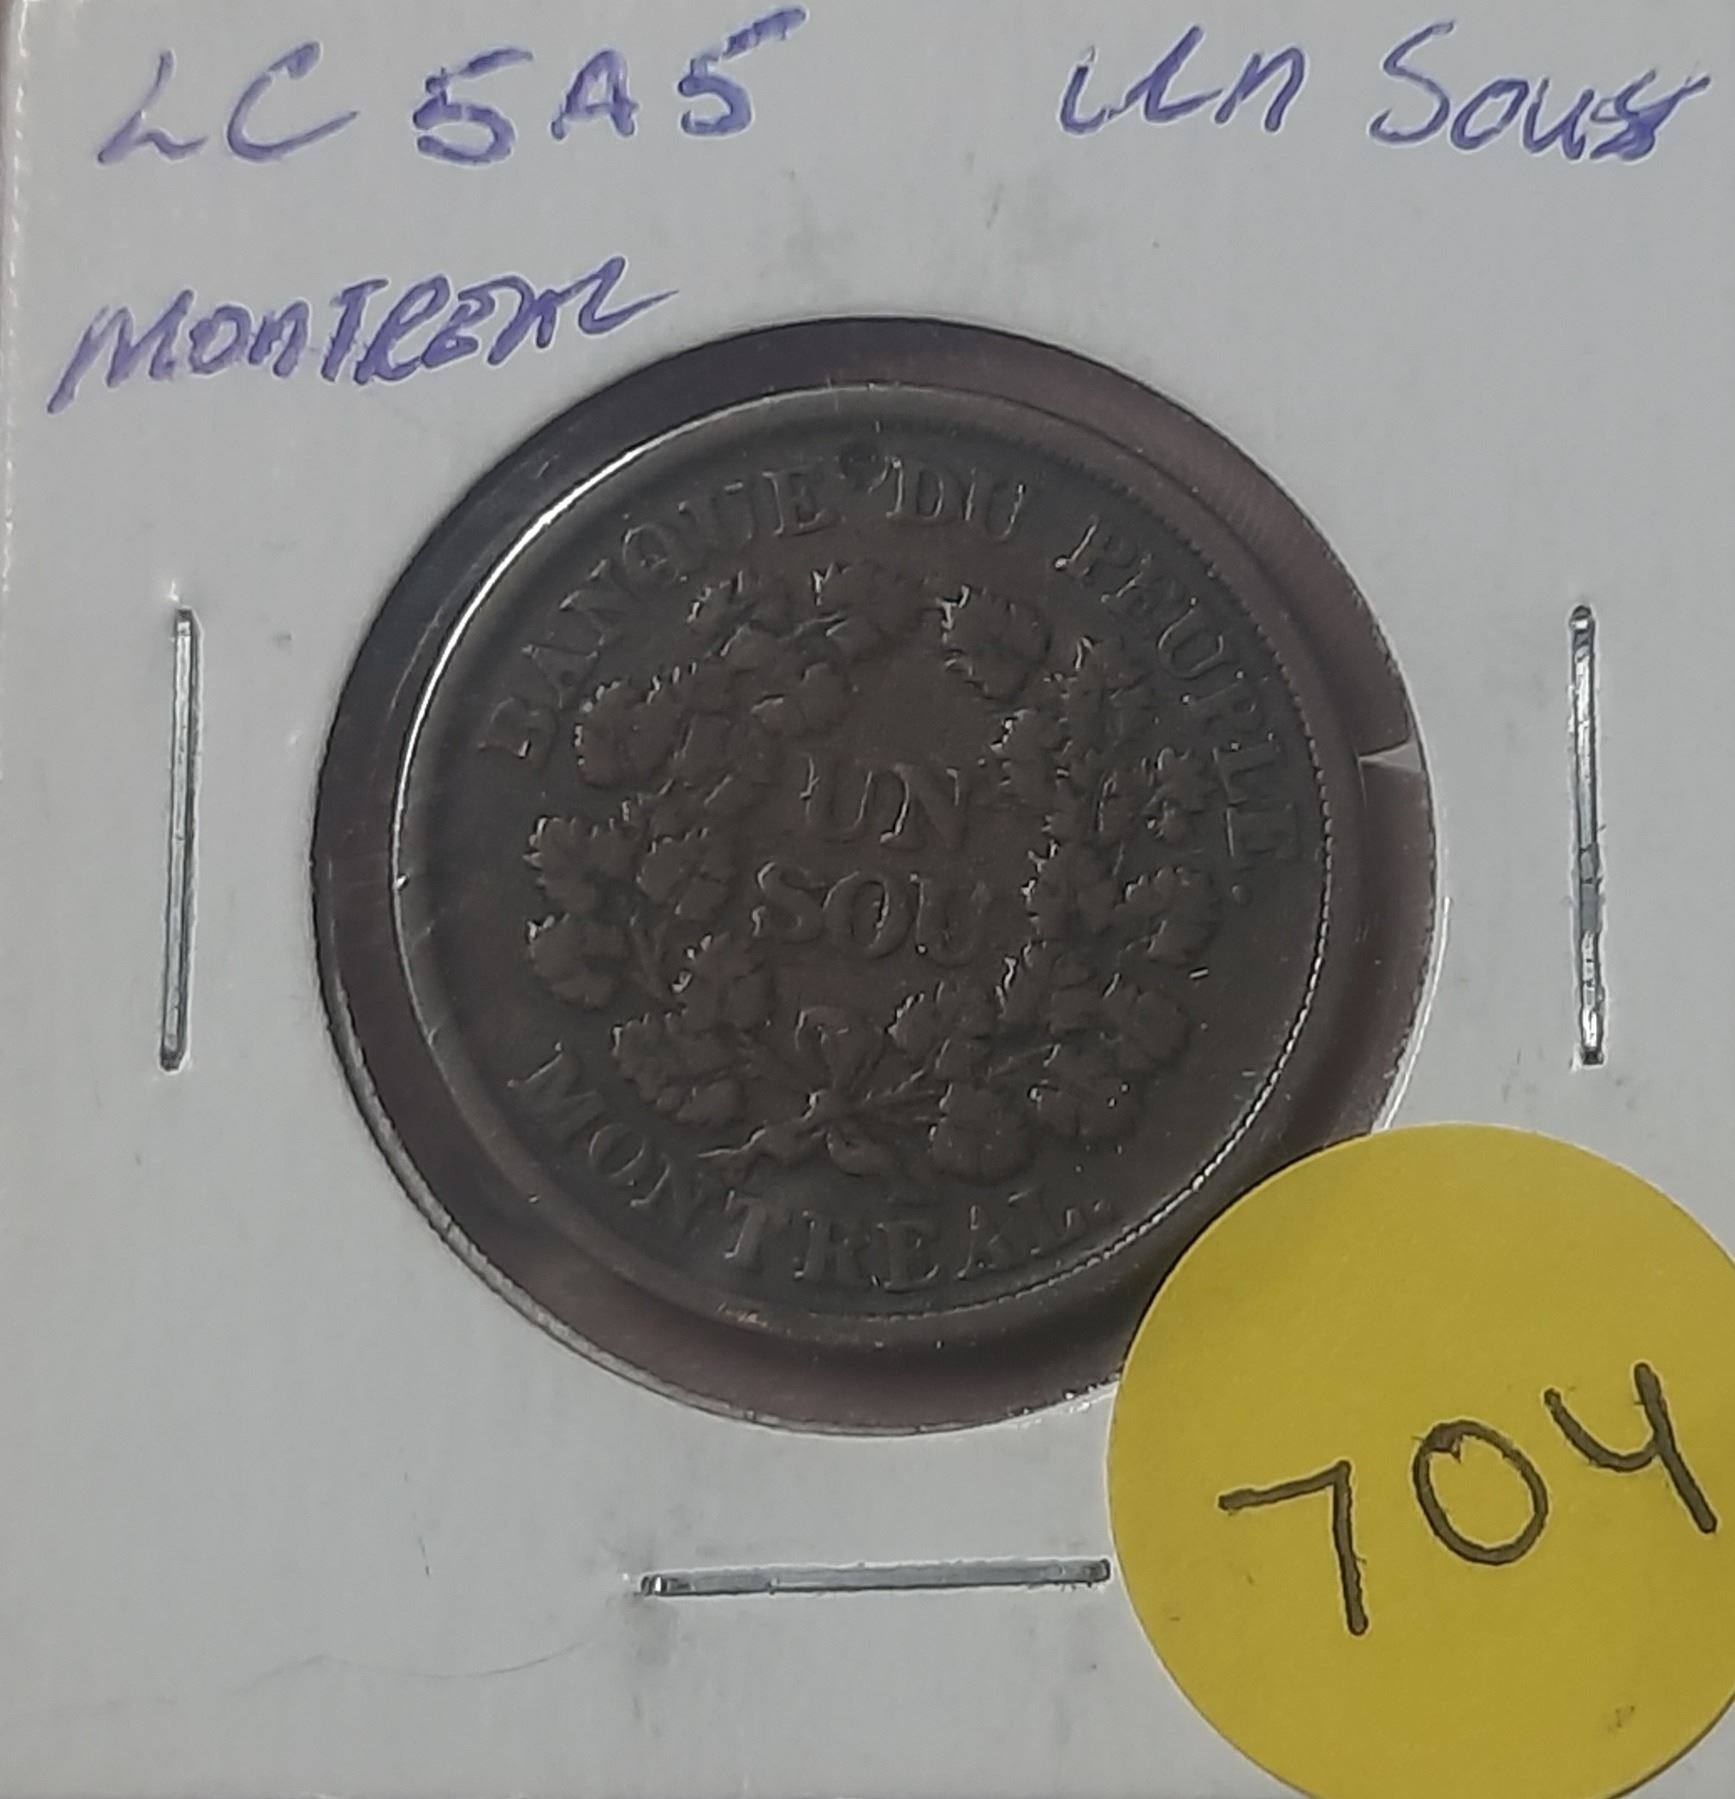 LC 5A5 Un Sous
MONTREAL
BANQUE DU PEUPLE.
UN
SOU
MONTREAL.
704